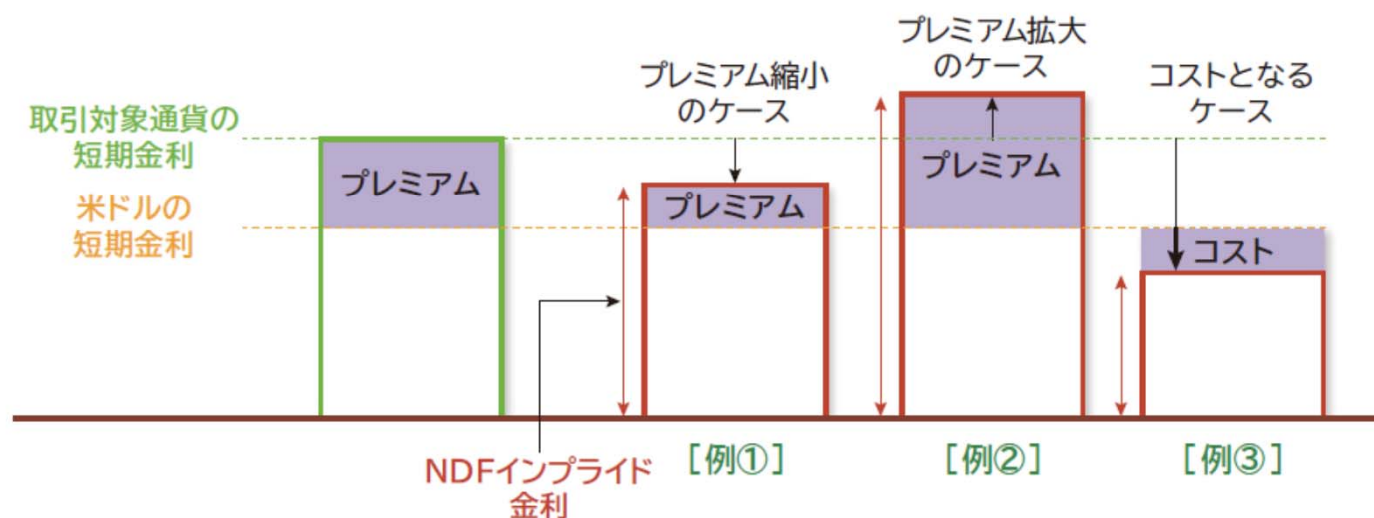 取引対象通貨の
短期金利
米ドルの
短期金利
プレミアム
プレミアム縮小
のケース
プレミアム
プレミアム拡大
のケース
プレミアム
コストとなる
ケース
コスト
NDFインプライド
金利
［例①］
［例②］
［例③］